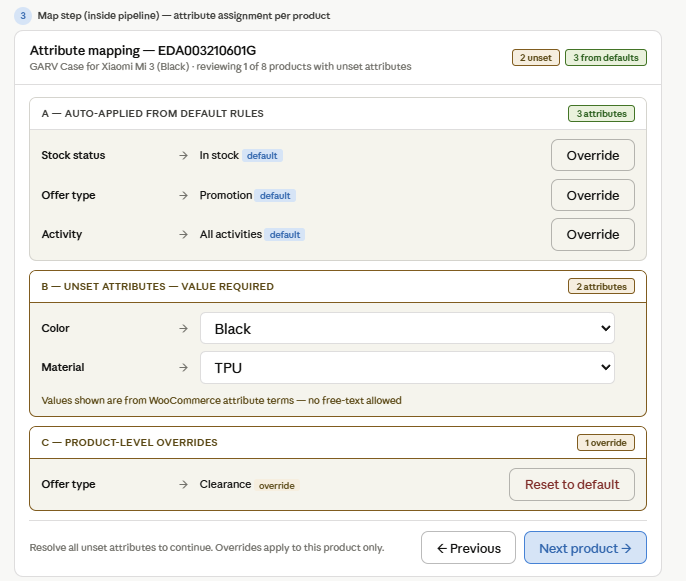 3 Map step (inside pipeline) — attribute assignment per product
Attribute mapping — EDA003210601G
GARV Case for Xiaomi Mi 3 (Black) · reviewing 1 of 8 products with unset attributes
2 unset
3 from defaults
A — AUTO-APPLIED FROM DEFAULT RULES
3 attributes
Stock status → In stock default Override
Offer type → Promotion default Override
Activity → All activities default Override
B — UNSET ATTRIBUTES — VALUE REQUIRED
2 attributes
Color → Black
Material → TPU
Values shown are from WooCommerce attribute terms — no free-text allowed
C — PRODUCT-LEVEL OVERRIDES
1 override
Offer type → Clearance override Reset to default
Resolve all unset attributes to continue. Overrides apply to this product only.
← Previous
Next product →